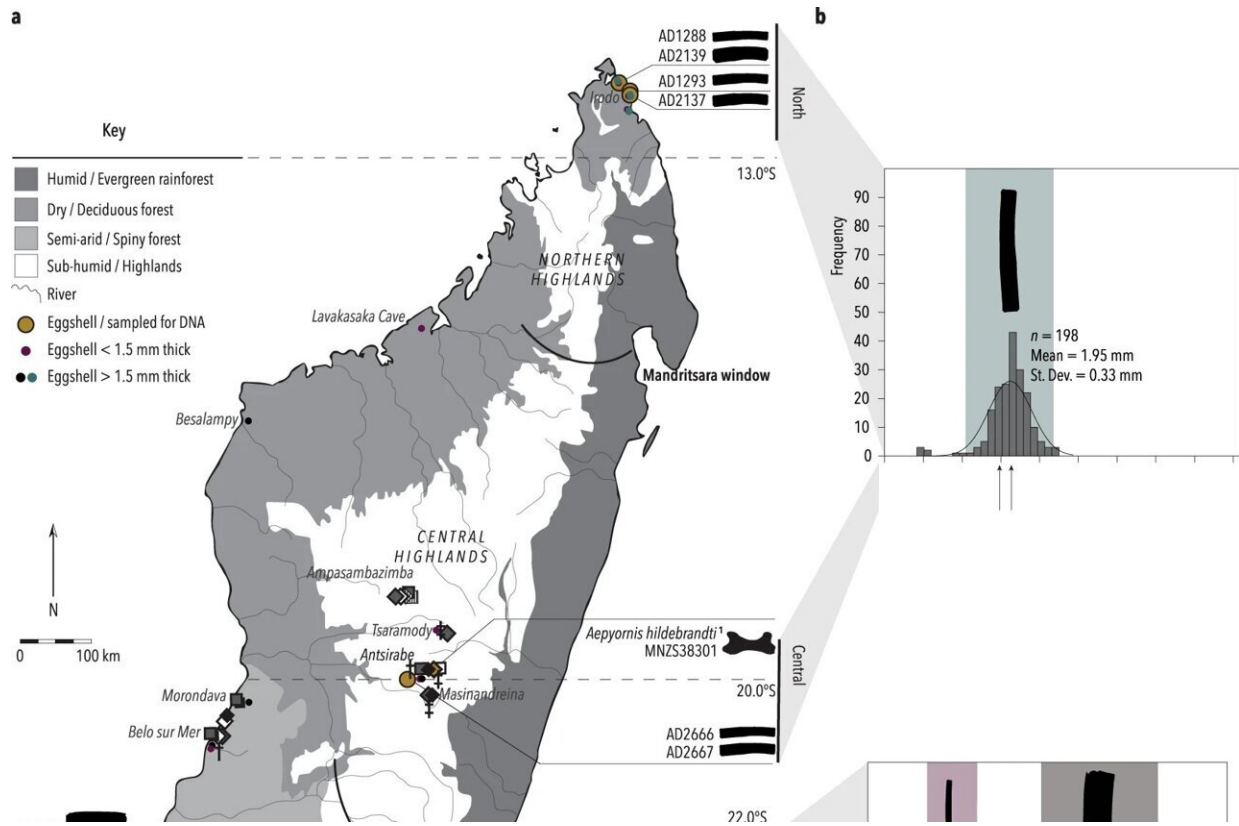 a
b
AD1288
AD2139
AD1293
AD2137
Irodo
North
Key
13.0°S
Humid / Evergreen rainforest
Dry / Deciduous forest
Semi-arid / Spiny forest
Sub-humid / Highlands
River
Eggshell / sampled for DNA
Eggshell < 1.5 mm thick
Eggshell > 1.5 mm thick
NORTHERN
HIGHLANDS
Lavakasaka Cave
Mandritsara window
Besalampy
90
80
70
60
50
40
30
20
10
0
Frequency
n = 198
Mean = 1.95 mm
St. Dev. = 0.33 mm
CENTRAL
HIGHLANDS
Ampasambazimba
N
0 100 km
Tsaramody
Antsirabe
Aepyornis hildebrandti¹
MNZS38301
Central
20.0°S
Masinandreina
Morondava
Belo sur Mer
AD2666
AD2667
22.0°S